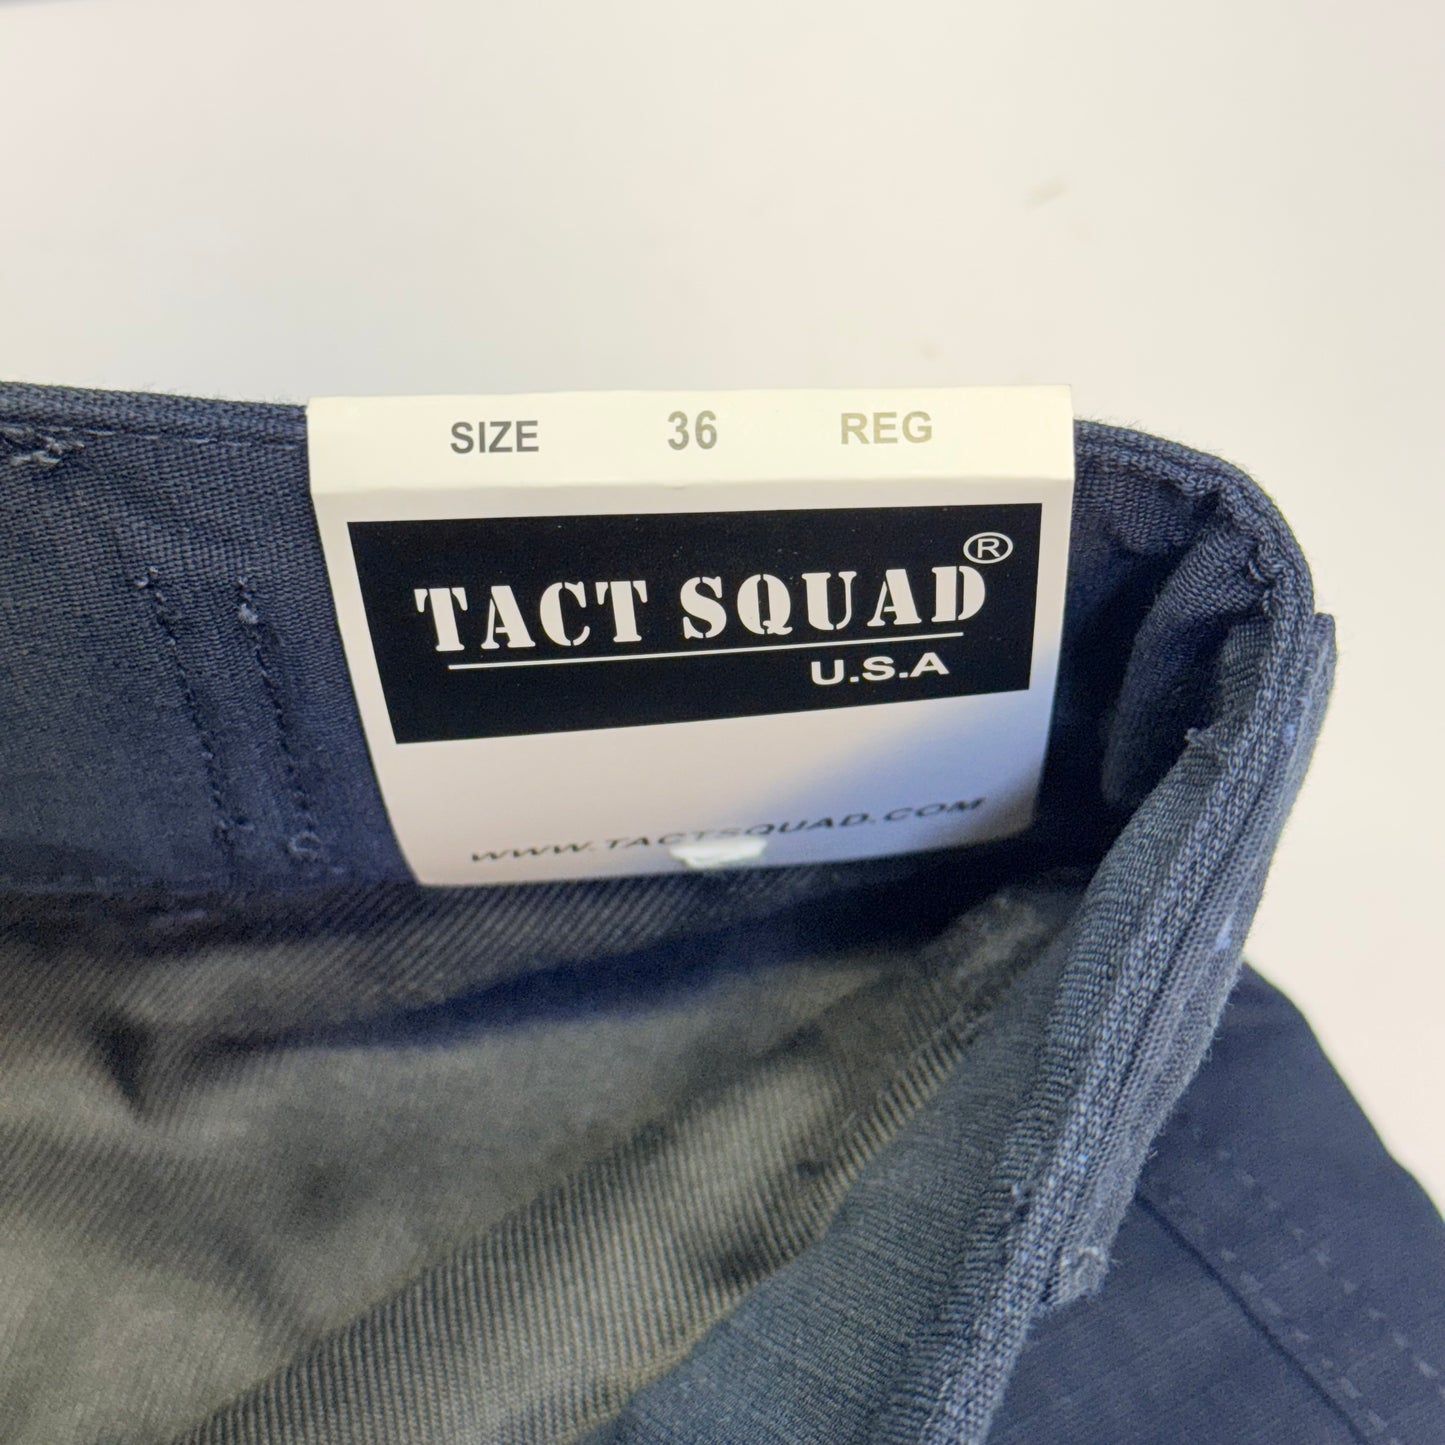 SIZE 36 REG
TACT SQUAD®
U.S.A
WWW.TACTSQUAD.COM